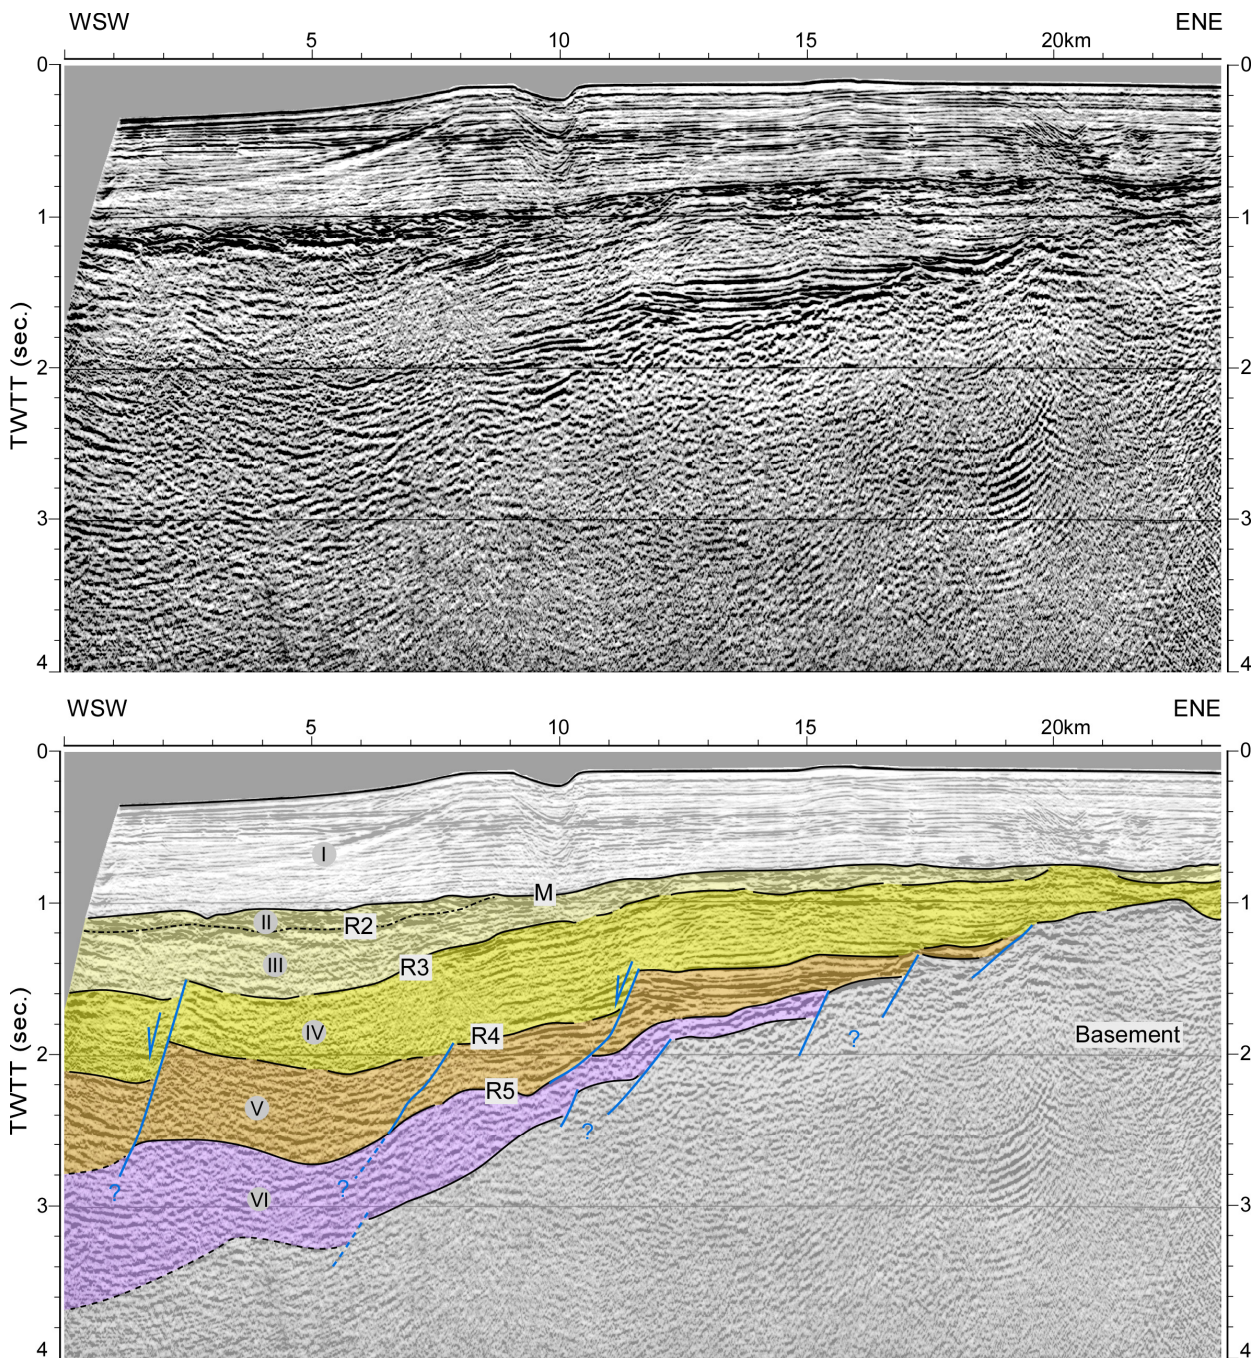 WSW ENE
5 10 15 20km
0 0
1 1
2 2
TWTT (sec.)
3 3
4 4
WSW ENE
5 10 15 20km
0 0
I
M
1 II R2 1
III R3
IV R4 Basement
?
2 2
V R5
TWTT (sec.)
?
? ?
VI
3 3
4 4